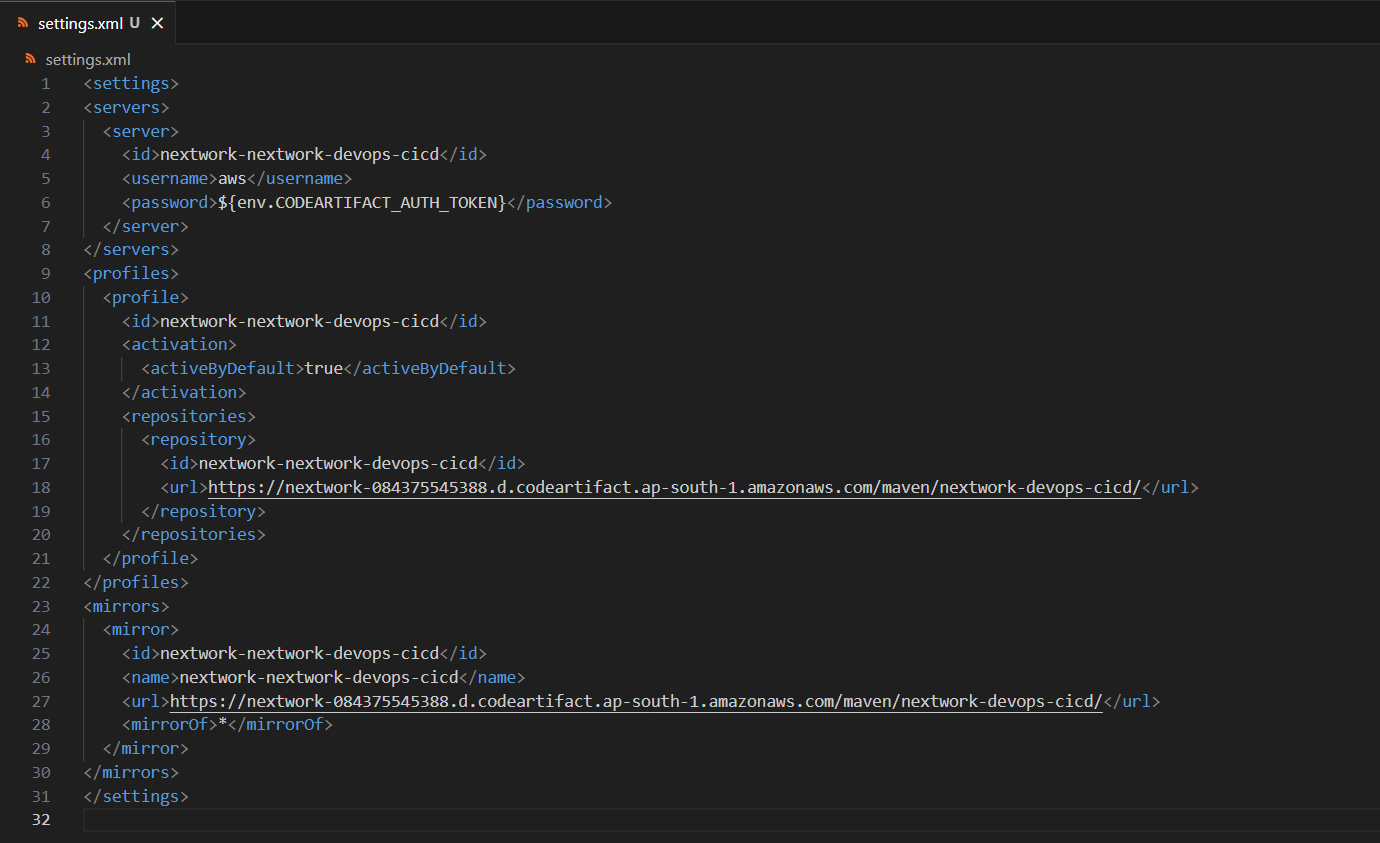 settings.xml U ×
settings.xml
1 <settings>
2 <servers>
3 <server>
4 <id>nextwork-nextwork-devops-cicd</id>
5 <username>aws</username>
6 <password>${env.CODEARTIFACT_AUTH_TOKEN}</password>
7 </server>
8 </servers>
9 <profiles>
10 <profile>
11 <id>nextwork-nextwork-devops-cicd</id>
12 <activation>
13 <activeByDefault>true</activeByDefault>
14 </activation>
15 <repositories>
16 <repository>
17 <id>nextwork-nextwork-devops-cicd</id>
18 <url>https://nextwork-084375545388.d.codeartifact.ap-south-1.amazonaws.com/maven/nextwork-devops-cicd/</url>
19 </repository>
20 </repositories>
21 </profile>
22 </profiles>
23 <mirrors>
24 <mirror>
25 <id>nextwork-nextwork-devops-cicd</id>
26 <name>nextwork-nextwork-devops-cicd</name>
27 <url>https://nextwork-084375545388.d.codeartifact.ap-south-1.amazonaws.com/maven/nextwork-devops-cicd/</url>
28 <mirrorOf>*</mirrorOf>
29 </mirror>
30 </mirrors>
31 </settings>
32